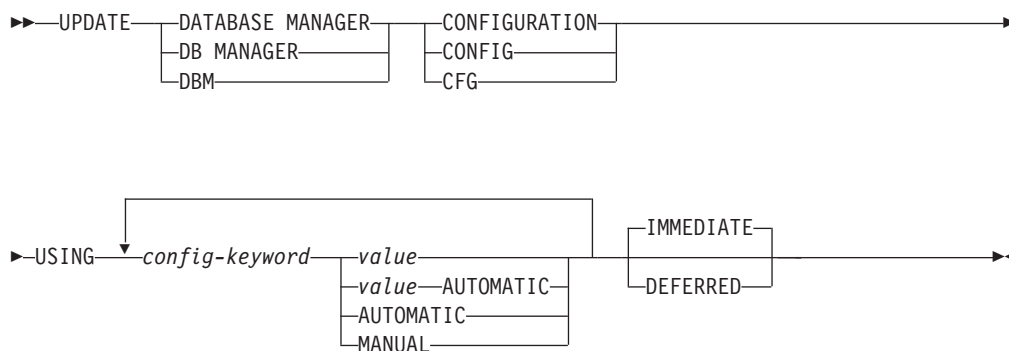 UPDATE DATABASE MANAGER CONFIGURATION
DB MANAGER CONFIG
DBM CFG
USING config-keyword value IMMEDIATE
value AUTOMATIC DEFERRED
AUTOMATIC
MANUAL